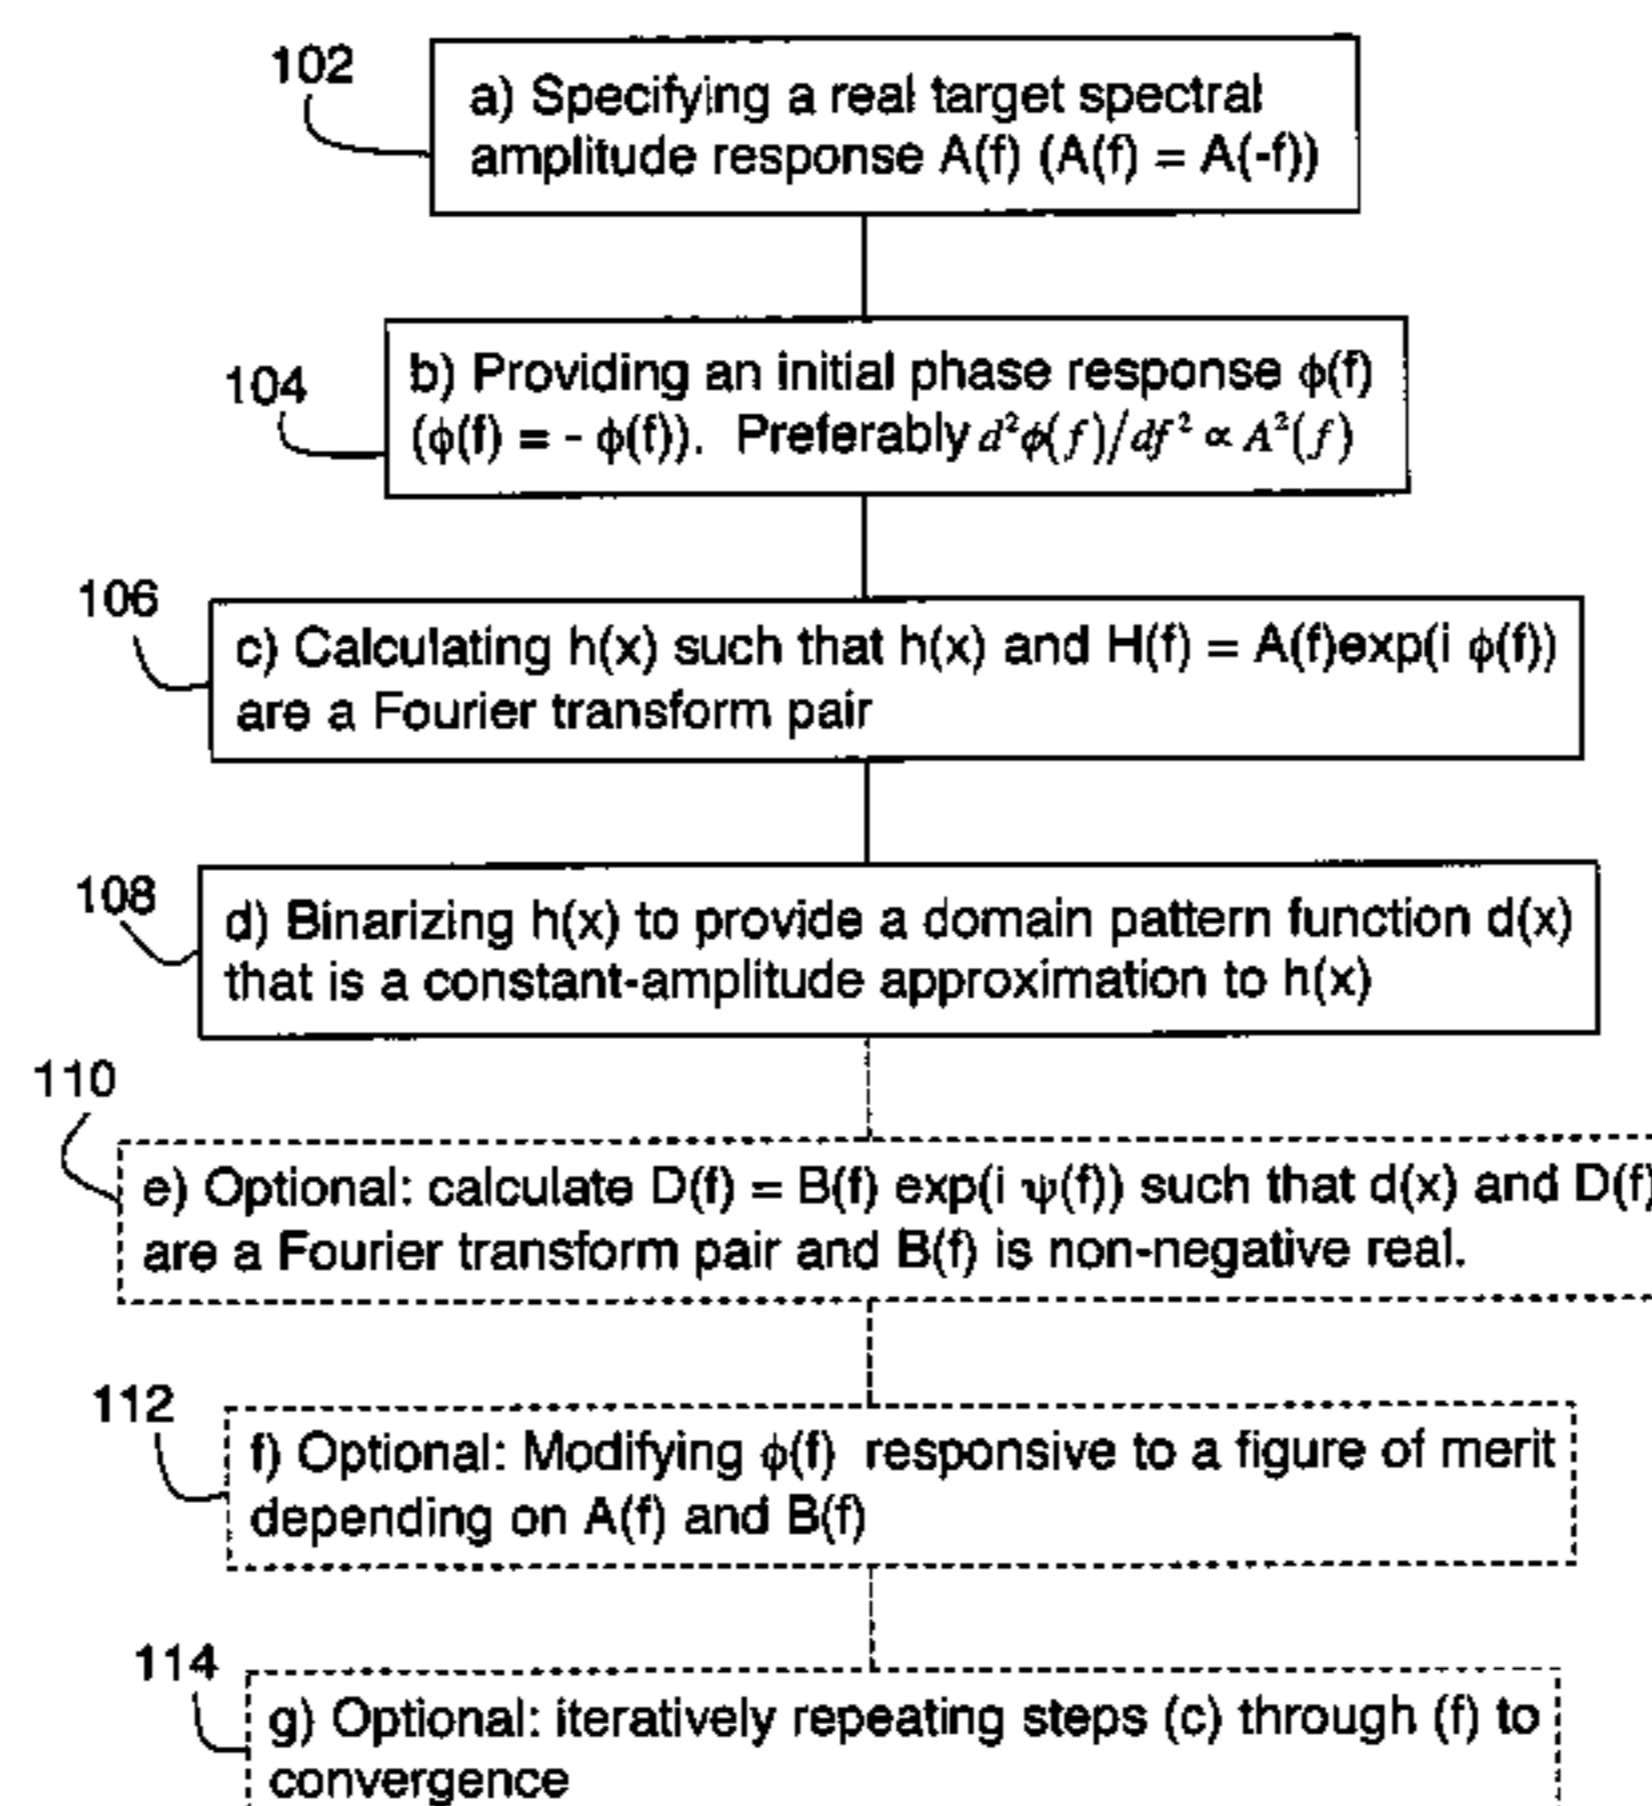 102
a) Specifying a real target spectral
amplitude response A(f) (A(f) = A(-f))
104
b) Providing an initial phase response ϕ(f)
(ϕ(f) = - ϕ(f)). Preferably d²ϕ(f)/df² ∝ A²(f)
106
c) Calculating h(x) such that h(x) and H(f) = A(f)exp(i ϕ(f))
are a Fourier transform pair
108
d) Binarizing h(x) to provide a domain pattern function d(x)
that is a constant-amplitude approximation to h(x)
110
e) Optional: calculate D(f) = B(f) exp(i ψ(f)) such that d(x) and D(f)
are a Fourier transform pair and B(f) is non-negative real.
112
f) Optional: Modifying ϕ(f) responsive to a figure of merit
depending on A(f) and B(f)
114
g) Optional: iteratively repeating steps (c) through (f) to
convergence